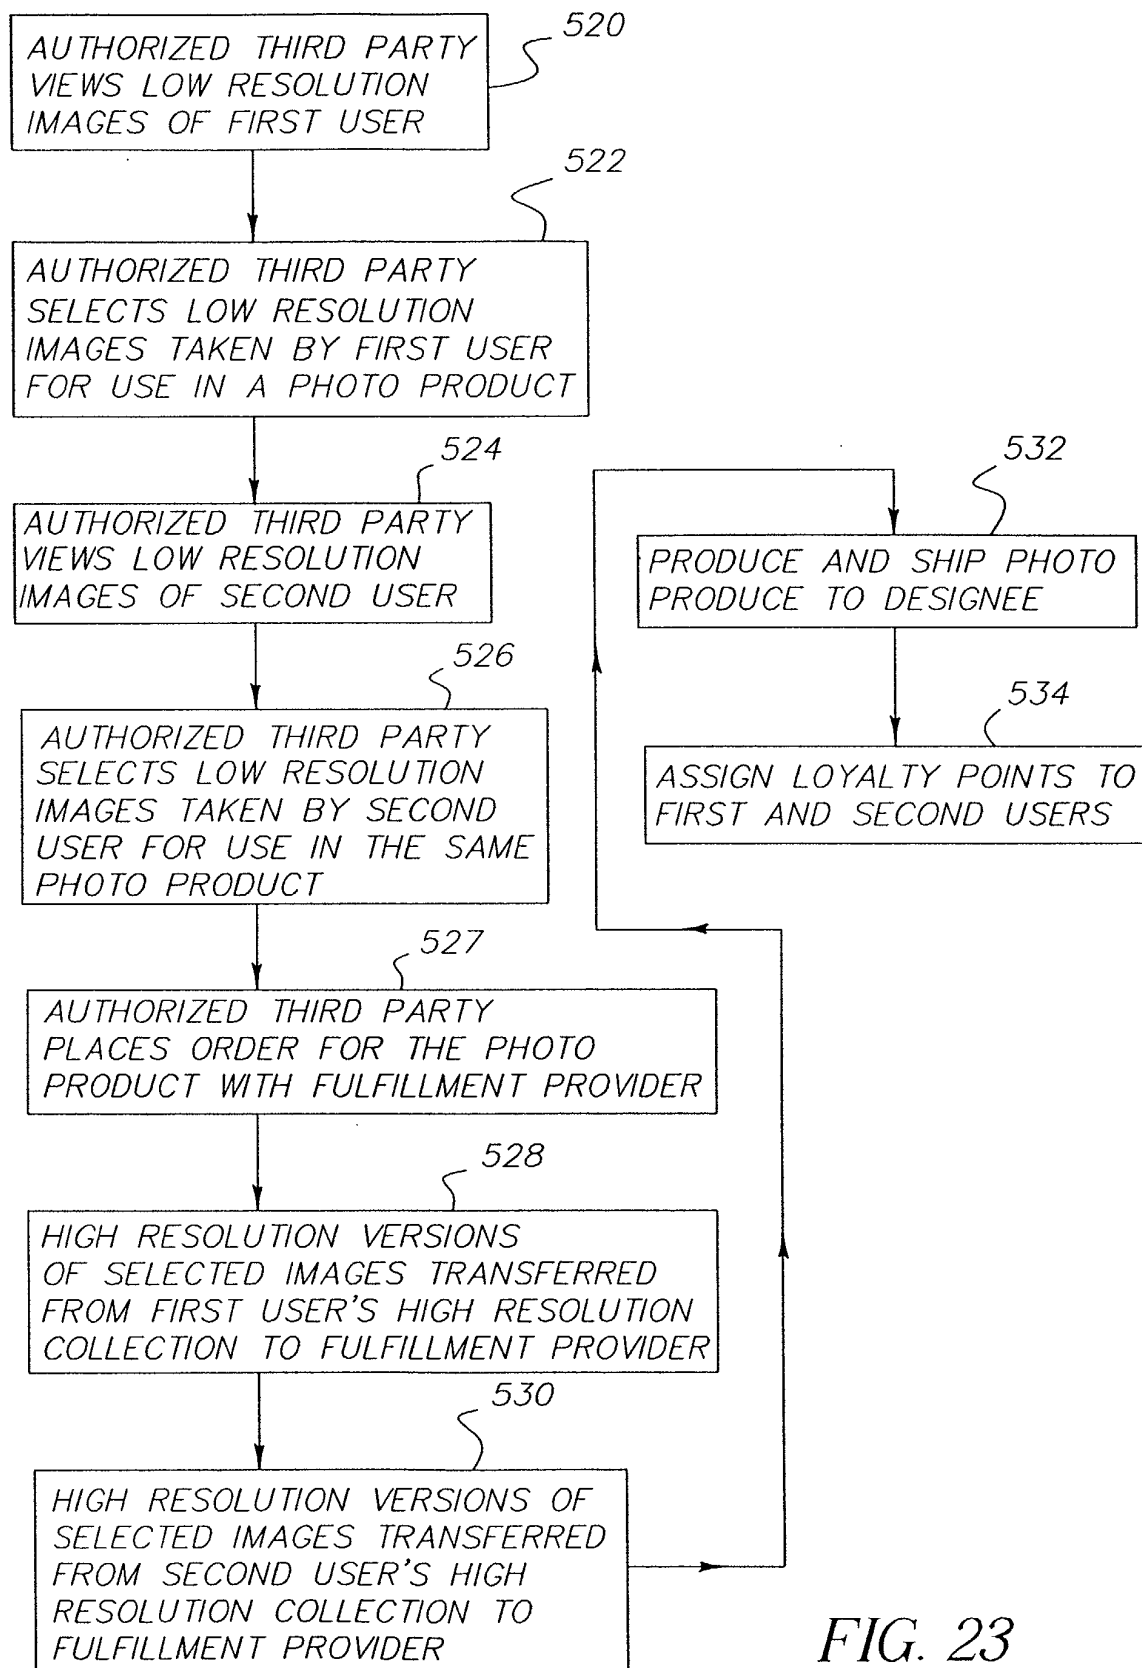 520
AUTHORIZED THIRD PARTY
VIEWS LOW RESOLUTION
IMAGES OF FIRST USER
522
AUTHORIZED THIRD PARTY
SELECTS LOW RESOLUTION
IMAGES TAKEN BY FIRST USER
FOR USE IN A PHOTO PRODUCT
524
AUTHORIZED THIRD PARTY
VIEWS LOW RESOLUTION
IMAGES OF SECOND USER
526
AUTHORIZED THIRD PARTY
SELECTS LOW RESOLUTION
IMAGES TAKEN BY SECOND
USER FOR USE IN THE SAME
PHOTO PRODUCT
527
AUTHORIZED THIRD PARTY
PLACES ORDER FOR THE PHOTO
PRODUCT WITH FULFILLMENT PROVIDER
528
HIGH RESOLUTION VERSIONS
OF SELECTED IMAGES TRANSFERRED
FROM FIRST USER'S HIGH RESOLUTION
COLLECTION TO FULFILLMENT PROVIDER
530
HIGH RESOLUTION VERSIONS OF
SELECTED IMAGES TRANSFERRED
FROM SECOND USER'S HIGH
RESOLUTION COLLECTION TO
FULFILLMENT PROVIDER
532
PRODUCE AND SHIP PHOTO
PRODUCE TO DESIGNEE
534
ASSIGN LOYALTY POINTS TO
FIRST AND SECOND USERS
FIG. 23